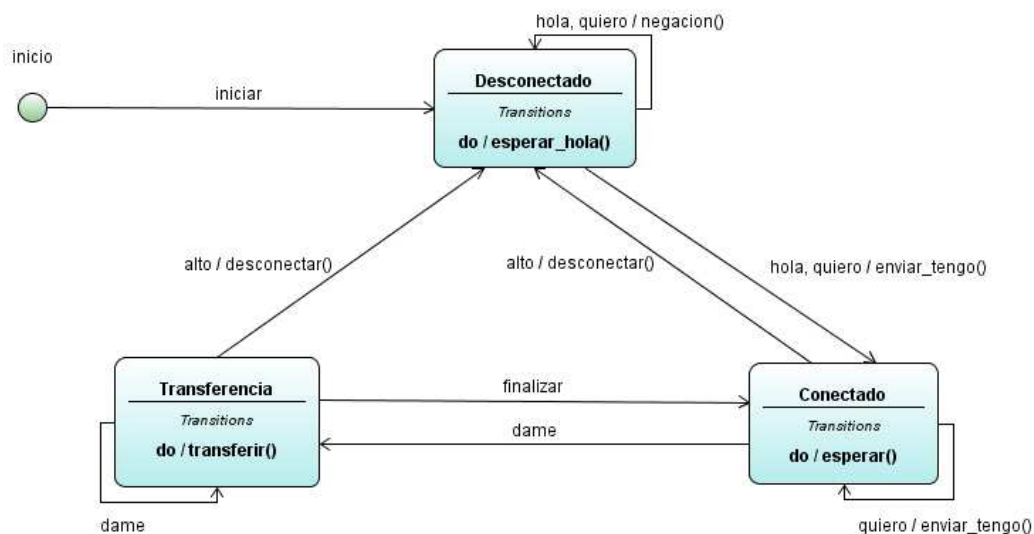 hola, quiero / negacion()
inicio
iniciar
Desconectado
Transitions
do / esperar_hola()
alto / desconectar()
alto / desconectar()
hola, quiero / enviar_tengo()
Transferencia
Transitions
do / transferir()
finalizar
dame
Conectado
Transitions
do / esperar()
dame
quiero / enviar_tengo()